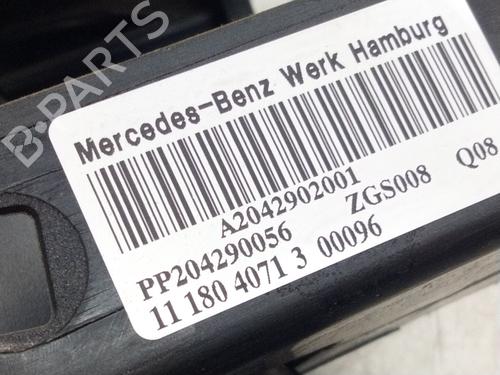 B-PARTS
Mercedes-Benz Werk Hamburg
A2042902001
PP204290056 ZGS008 Q08
11 180 4071 3 00096